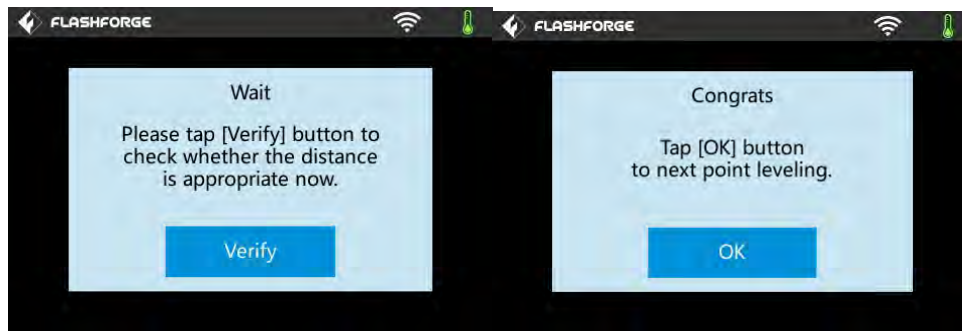 FLASHFORGE
Wait
Please tap [Verify] button to
check whether the distance
is appropriate now.
Verify
FLASHFORGE
Congrats
Tap [OK] button
to next point leveling.
OK